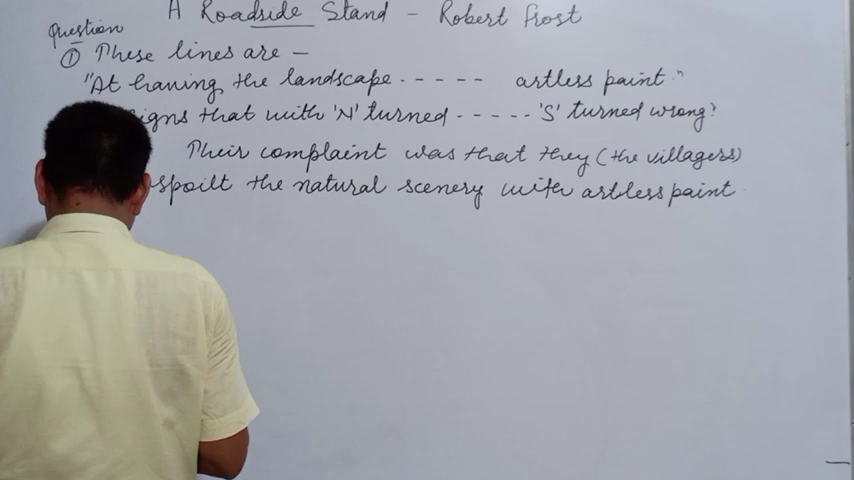 A Roadside Stand - Robert Frost
Question
① These lines are —
"At having the landscape - - - - - artless paint."
igns that with 'N' turned - - - - - 'S' turned wrong?
Their complaint was that they (the villagers)
spoilt the natural scenery with artless paint.